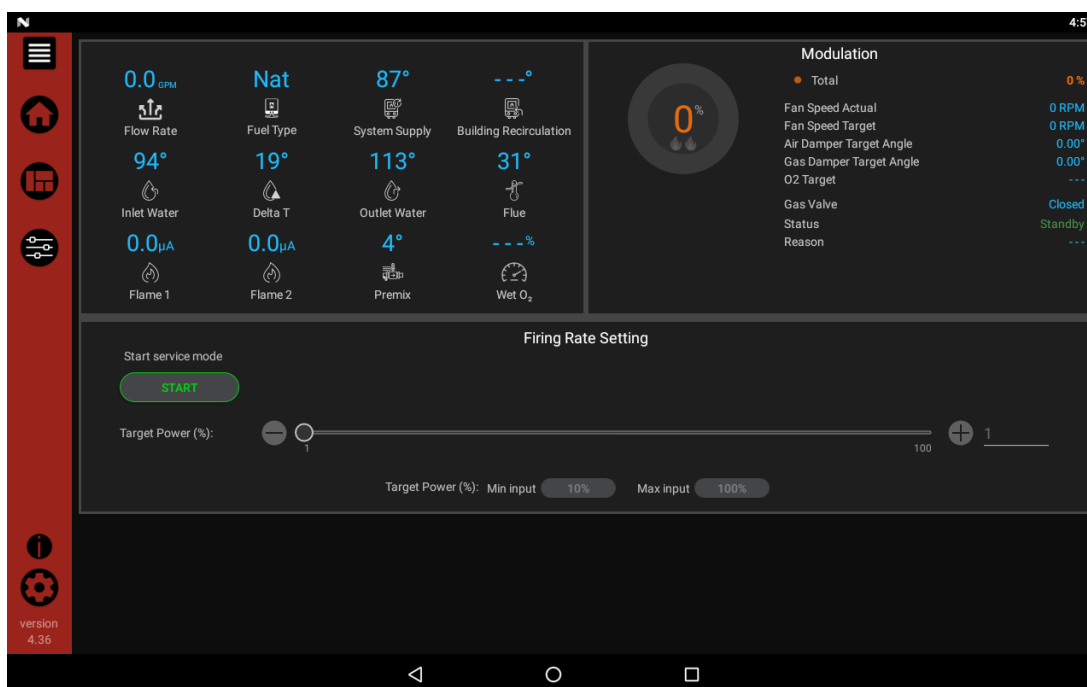 N
4:5
0.0 GPM
Nat
87°
---°
Flow Rate
Fuel Type
System Supply
Building Recirculation
94°
19°
113°
31°
Inlet Water
Delta T
Outlet Water
Flue
0.0µA
0.0µA
4°
---%
Flame 1
Flame 2
Premix
Wet O₂
Modulation
0%
Total 0 %
Fan Speed Actual 0 RPM
Fan Speed Target 0 RPM
Air Damper Target Angle 0.00°
Gas Damper Target Angle 0.00°
O2 Target ---
Gas Valve Closed
Status Standby
Reason ---
Firing Rate Setting
Start service mode
START
Target Power (%):
1
100
1
Target Power (%): Min input 10% Max input 100%
i
version
4.36